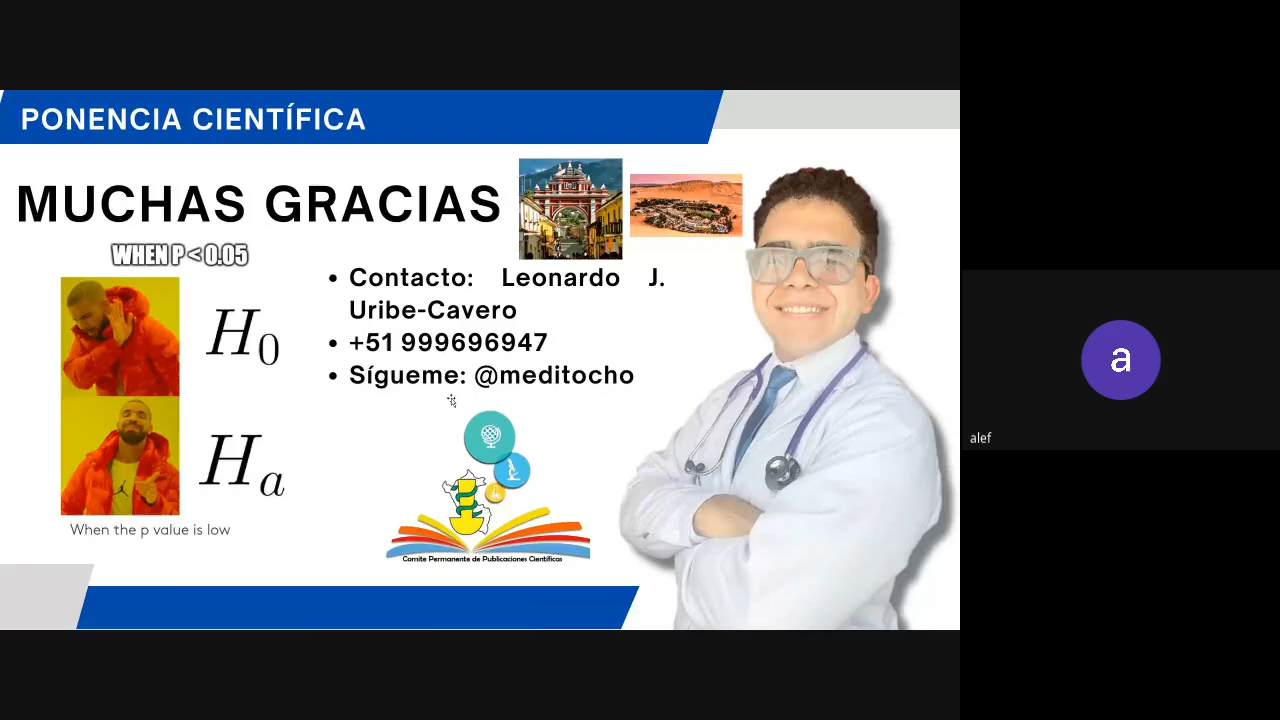 PONENCIA CIENTÍFICA
MUCHAS GRACIAS
WHEN P < 0.05
H0
Ha
When the p value is low
• Contacto: Leonardo J.
Uribe-Cavero
• +51 999696947
• Sígueme: @meditocho
Comite Permanente de Publicaciones Científicas
a
alef